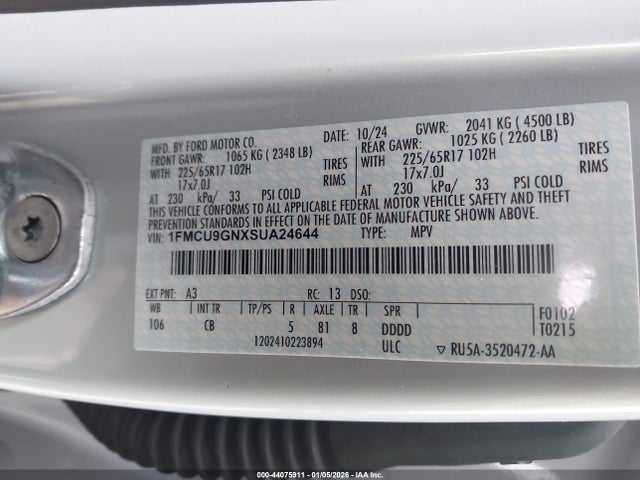 MFD. BY FORD MOTOR CO.
DATE: 10/24 GVWR: 2041 KG ( 4500 LB)
FRONT GAWR: 1065 KG ( 2348 LB) REAR GAWR: 1025 KG ( 2260 LB)
WITH 225/65R17 102H TIRES WITH 225/65R17 102H TIRES
17x7.0J RIMS 17x7.0J RIMS
AT 230 kPa/ 33 PSI COLD AT 230 kPa/ 33 PSI COLD
THIS VEHICLE CONFORMS TO ALL APPLICABLE FEDERAL MOTOR VEHICLE SAFETY AND THEFT
PREVENTION STANDARDS IN EFFECT ON THE DATE OF MANUFACTURE SHOWN ABOVE.
VIN: 1FMCU9GNXSUA24644 TYPE: MPV
EXT PNT: A3 RC: 13 DSO:
WB INT TR TP/PS R AXLE TR SPR F0102
106 CB 5 81 8 DDDD T0215
1202410223894 ULC ▽ RU5A-3520472-AA
000-44075911 - 01/05/2026 - IAA Inc.